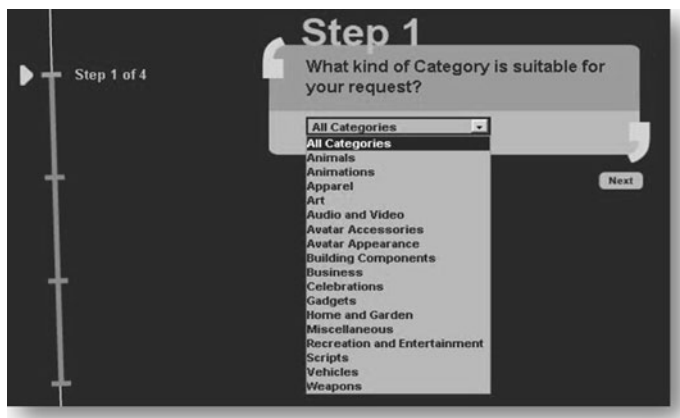 Step 1
Step 1 of 4
What kind of Category is suitable for
your request?
All Categories
All Categories
Animals
Animations
Apparel
Art
Audio and Video
Avatar Accessories
Avatar Appearance
Building Components
Business
Celebrations
Gadgets
Home and Garden
Miscellaneous
Recreation and Entertainment
Scripts
Vehicles
Weapons
Next